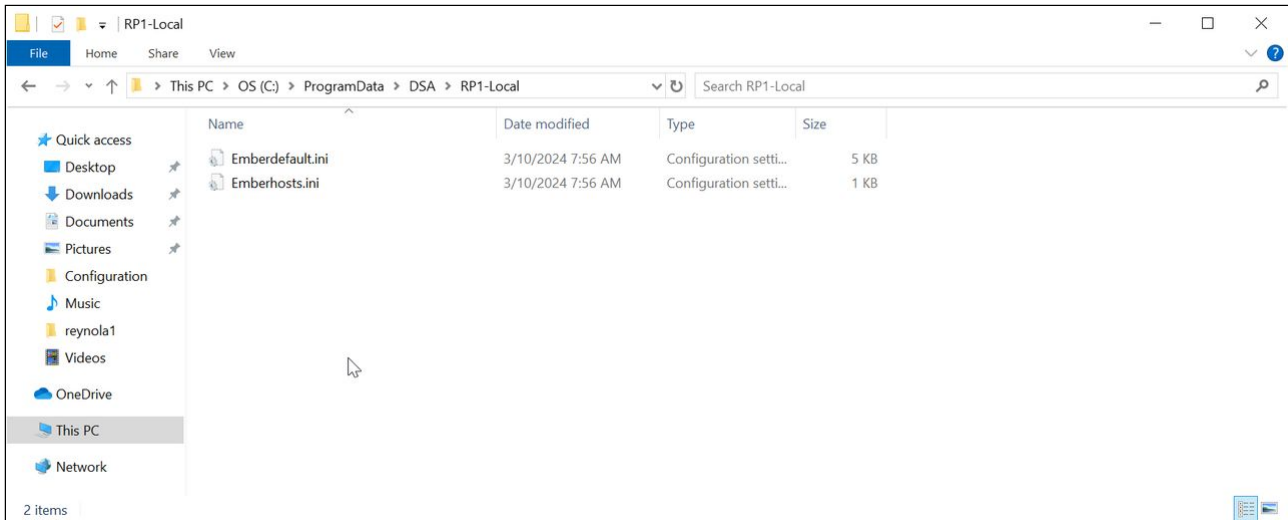 RP1-Local
File Home Share View
This PC > OS (C:) > ProgramData > DSA > RP1-Local
Search RP1-Local
Name Date modified Type Size
Quick access
Desktop
Downloads
Documents
Pictures
Configuration
Music
reynola1
Videos
OneDrive
This PC
Network
Emberdefault.ini 3/10/2024 7:56 AM Configuration setti... 5 KB
Emberhosts.ini 3/10/2024 7:56 AM Configuration setti... 1 KB
2 items